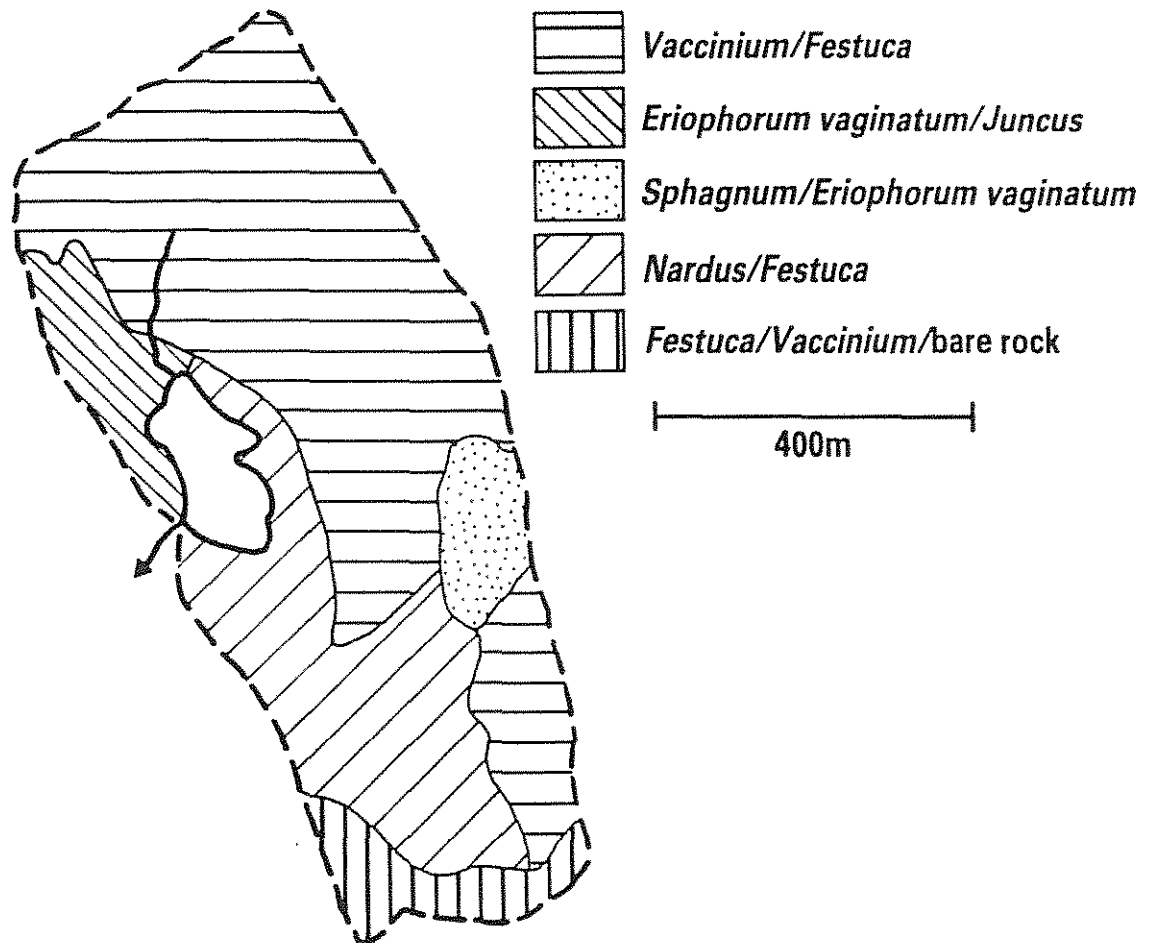 Vaccinium/Festuca
Eriophorum vaginatum/Juncus
Sphagnum/Eriophorum vaginatum
Nardus/Festuca
Festuca/Vaccinium/bare rock
400m